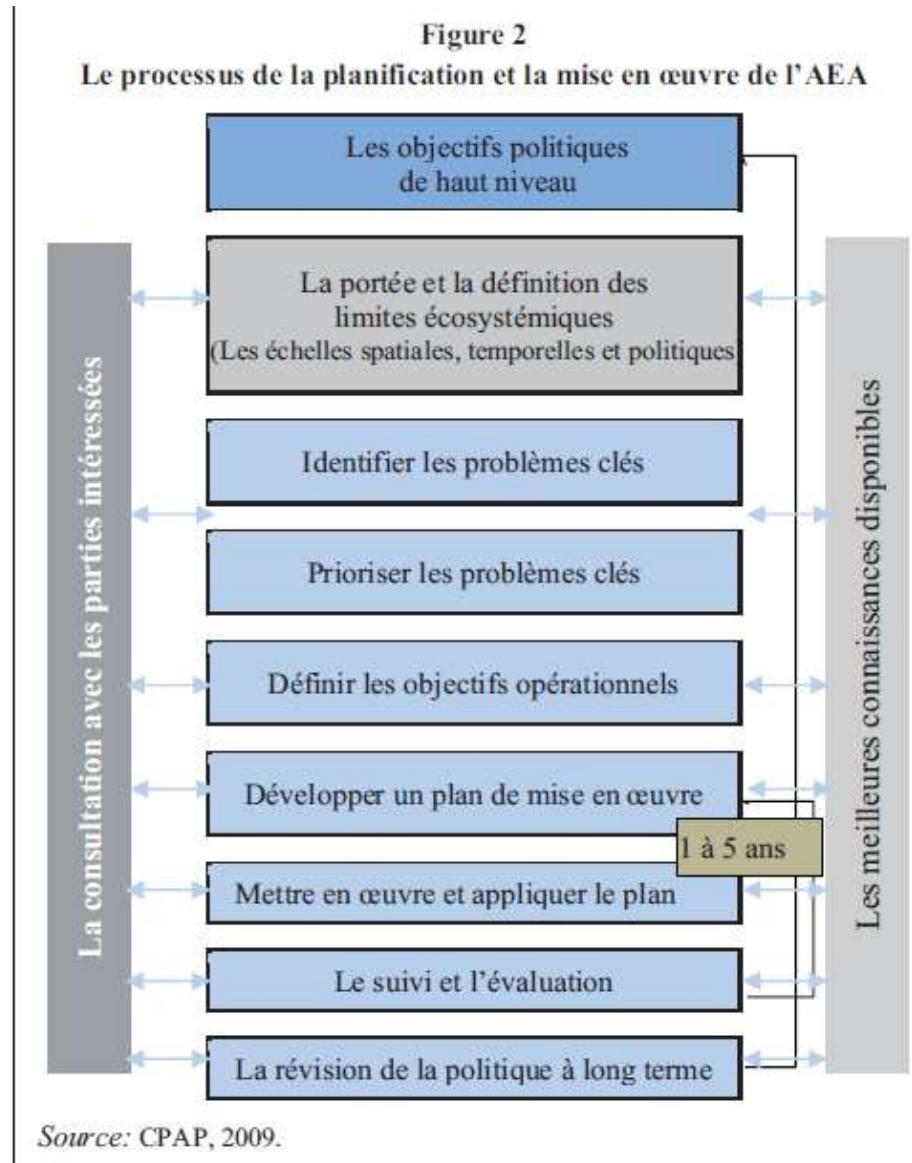 Figure 2
Le processus de la planification et la mise en œuvre de l'AEA
Les objectifs politiques
de haut niveau
La consultation avec les parties intéressées
La portée et la définition des
limites écosystémiques
(Les échelles spatiales, temporelles et politiques
Identifier les problèmes clés
Prioriser les problèmes clés
Définir les objectifs opérationnels
Développer un plan de mise en œuvre
1 à 5 ans
Mettre en œuvre et appliquer le plan
Le suivi et l'évaluation
La révision de la politique à long terme
Les meilleures connaissances disponibles
Source: CPAP, 2009.